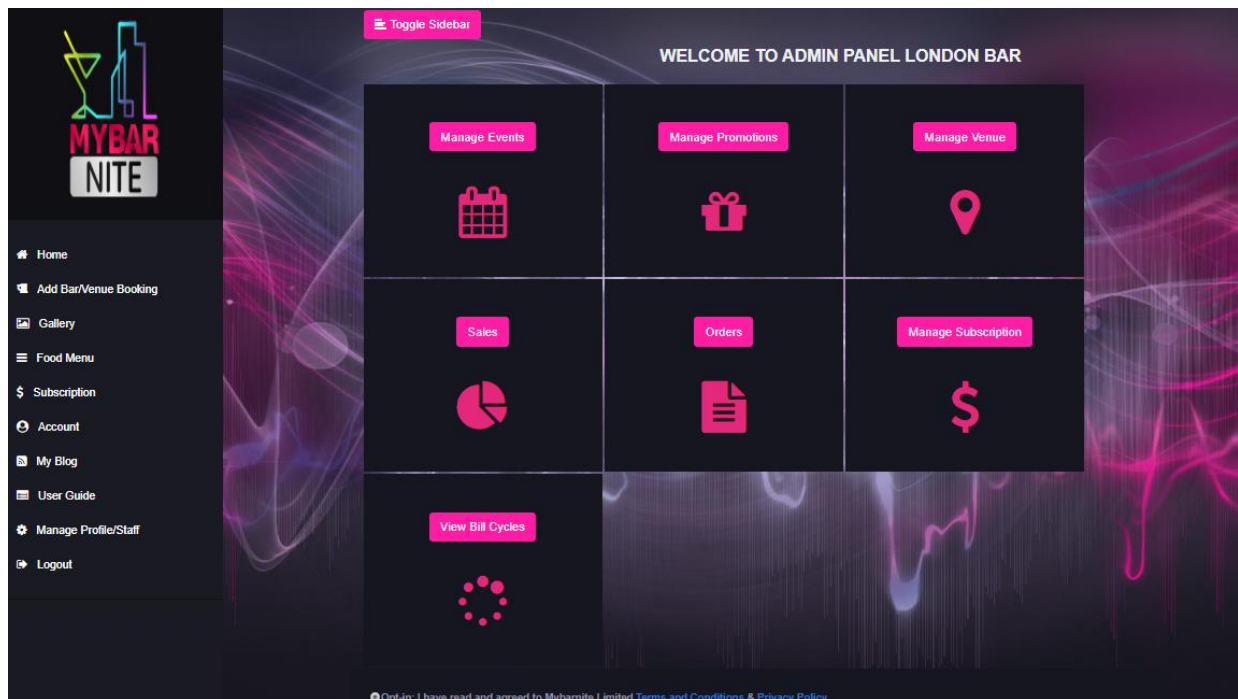 MYBAR
NITE
Home
Add Bar/Venue Booking
Gallery
Food Menu
Subscription
Account
My Blog
User Guide
Manage Profile/Staff
Logout
Toggle Sidebar
WELCOME TO ADMIN PANEL LONDON BAR
Manage Events
Manage Promotions
Manage Venue
Sales
Orders
Manage Subscription
View Bill Cycles
Opt-in: I have read and agreed to Mybarnite Limited Terms and Conditions & Privacy Policy